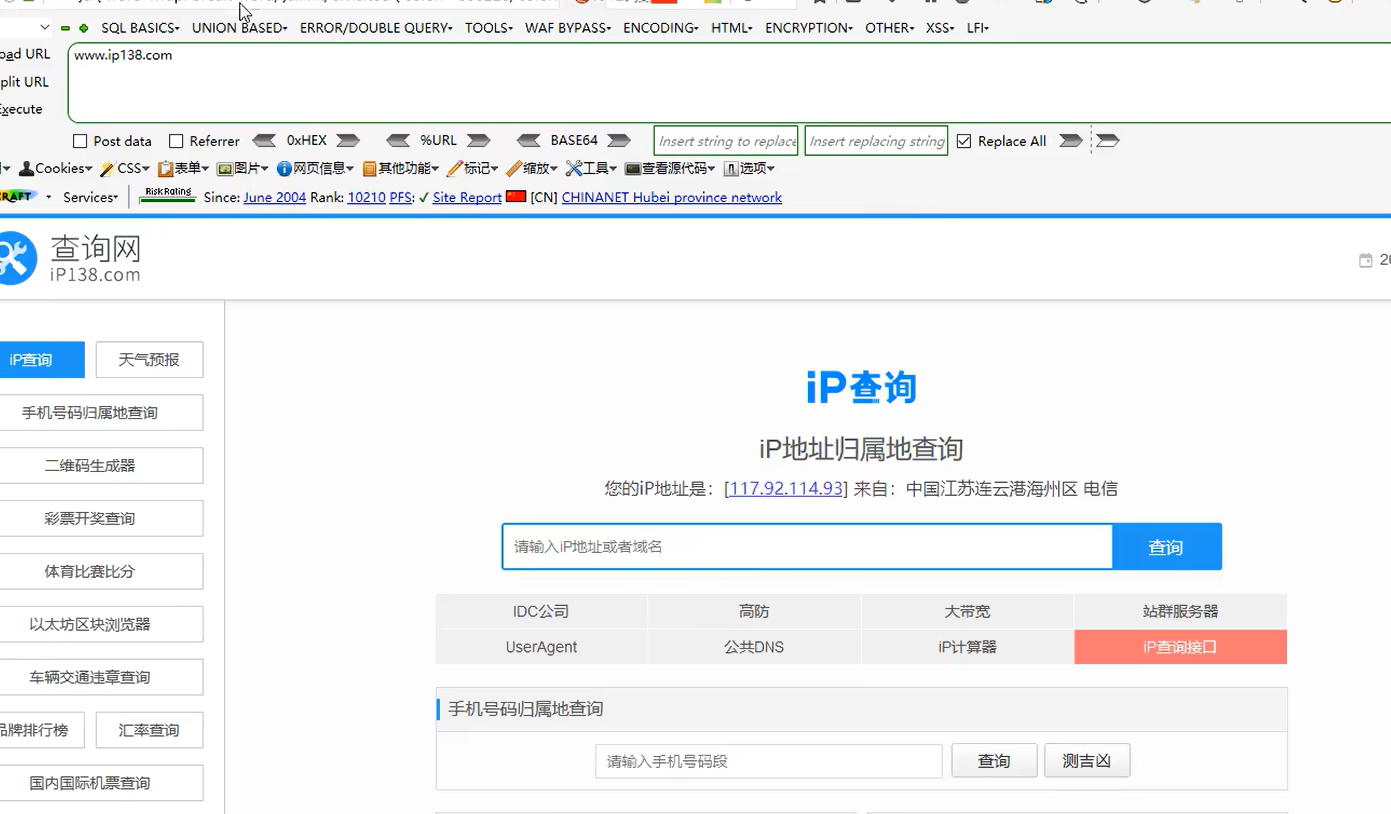 SQL BASICS▾ UNION BASED▾ ERROR/DOUBLE QUERY▾ TOOLS▾ WAF BYPASS▾ ENCODING▾ HTML▾ ENCRYPTION▾ OTHER▾ XSS▾ LFI▾
oad URL www.ip138.com
plit URL
Execute
Post data Referrer 0xHEX %URL BASE64 Insert string to replace Insert replacing string Replace All
Cookies▾ CSS▾ 表单▾ 图片▾ 网页信息▾ 其他功能▾ 标记▾ 缩放▾ 工具▾ 查看源代码▾ 选项▾
RAFT Services▾ Risk Rating Since: June 2004 Rank: 10210 PFS: ✓ Site Report [CN] CHINANET Hubei province network
查询网
iP138.com
20
iP查询 天气预报
手机号码归属地查询
二维码生成器
彩票开奖查询
体育比赛比分
以太坊区块浏览器
车辆交通违章查询
品牌排行榜 汇率查询
国内国际机票查询
iP查询
iP地址归属地查询
您的iP地址是：[117.92.114.93] 来自：中国江苏连云港海州区 电信
请输入iP地址或者域名 查询
IDC公司 高防 大带宽 站群服务器
UserAgent 公共DNS iP计算器 iP查询接口
手机号码归属地查询
请输入手机号码段 查询 测吉凶